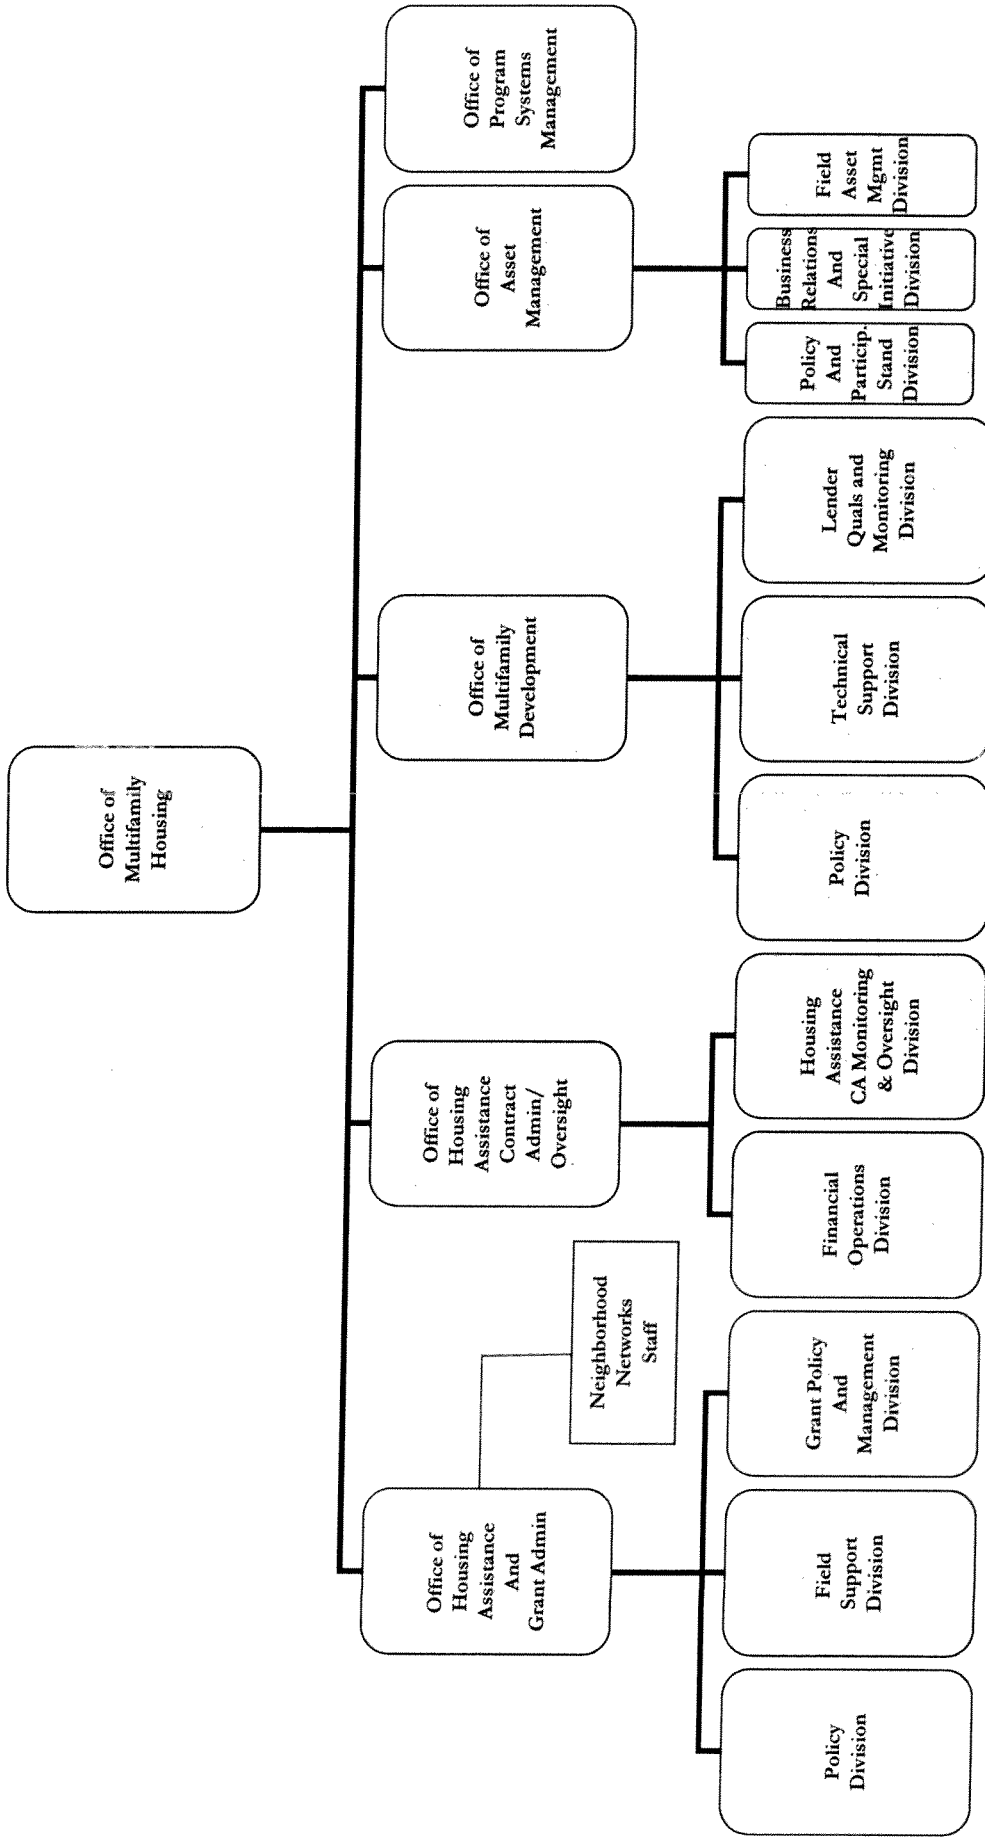 Office of
Multifamily
Housing
Office of
Housing
Assistance
And
Grant Admin
Office of
Housing
Assistance
Contract
Admin/
Oversight
Office of
Multifamily
Development
Office of
Asset
Management
Office of
Program
Systems
Management
Neighborhood
Networks
Staff
Policy
Division
Field
Support
Division
Grant Policy
And
Management
Division
Financial
Operations
Division
Housing
Assistance
CA Monitoring
& Oversight
Division
Policy
Division
Technical
Support
Division
Lender
Quals and
Monitoring
Division
Policy
And
Particip.
Stand
Division
Business
Relations
And
Special
Initiative
Division
Field
Asset
Mgmt
Division